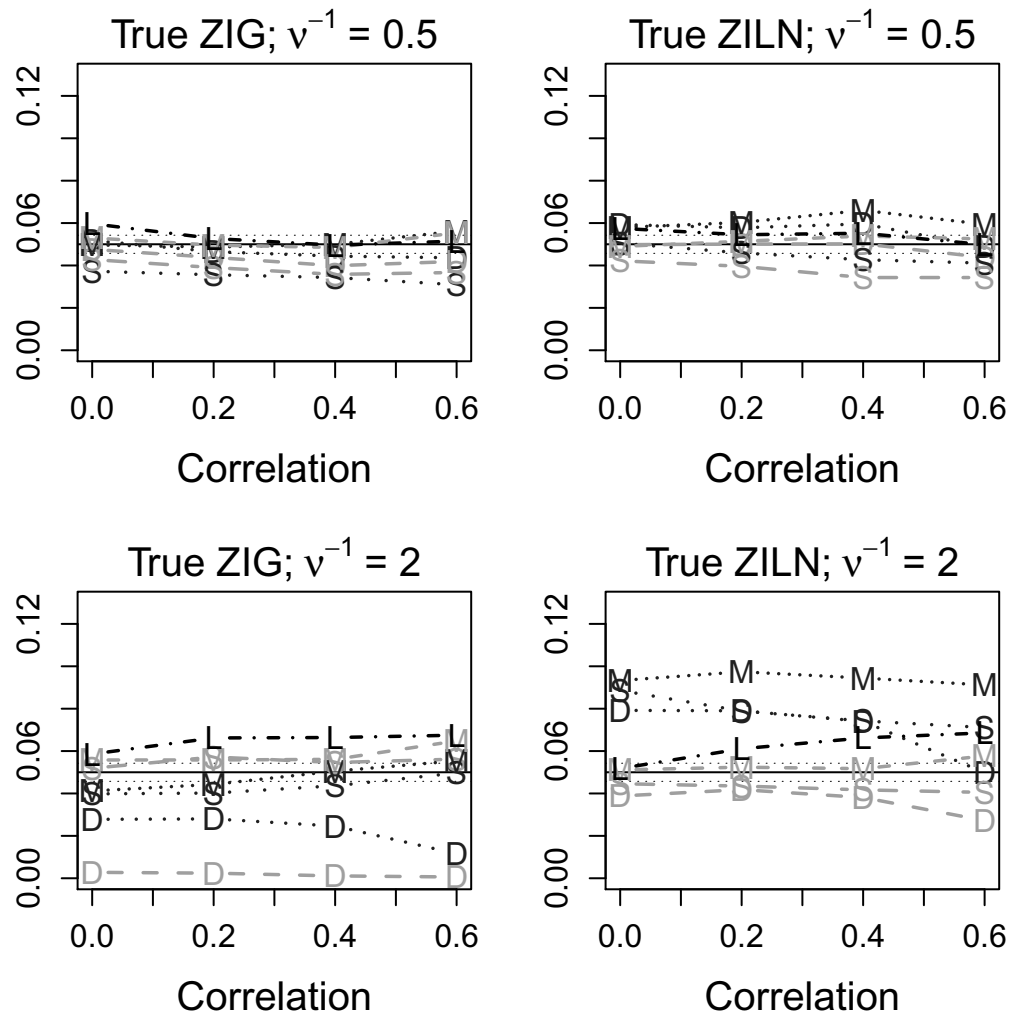 True ZIG; ν⁻¹ = 0.5
0.12
0.06
0.00
L
L
L
L
M
M
M
M
D
D
S
S
S
S
0.0 0.2 0.4 0.6
Correlation
True ZILN; ν⁻¹ = 0.5
0.12
0.06
0.00
D
M
M
M
L
L
L
S
S
S
S
S
S
0.0 0.2 0.4 0.6
Correlation
True ZIG; ν⁻¹ = 2
0.12
0.06
0.00
L
L
L
L
M
M
M
M
M
S
S
S
D
D
D
D
D
D
D
D
0.0 0.2 0.4 0.6
Correlation
True ZILN; ν⁻¹ = 2
0.12
0.06
0.00
M
M
M
M
S
D
D
D
S
L
L
L
L
D
M
M
M
M
S
D
D
D
D
0.0 0.2 0.4 0.6
Correlation